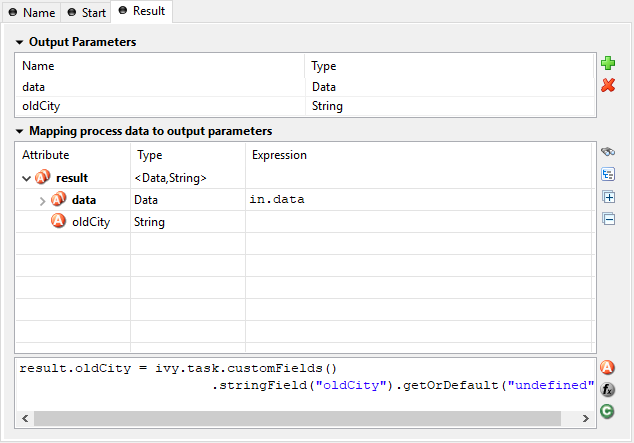 Name Start Result
Output Parameters
Name Type
data Data
oldCity String
Mapping process data to output parameters
Attribute Type Expression
result <Data,String>
data Data in.data
A oldCity String
result.oldCity = ivy.task.customFields()
.stringField("oldCity").getOrDefault("undefined"
A
fx
C